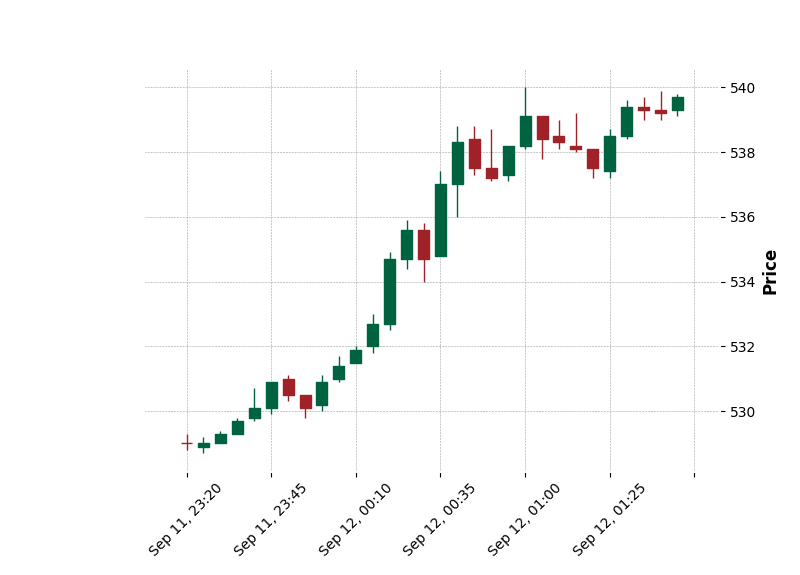 540
538
536
534
532
530
Price
Sep 11, 23:20
Sep 11, 23:45
Sep 12, 00:10
Sep 12, 00:35
Sep 12, 01:00
Sep 12, 01:25